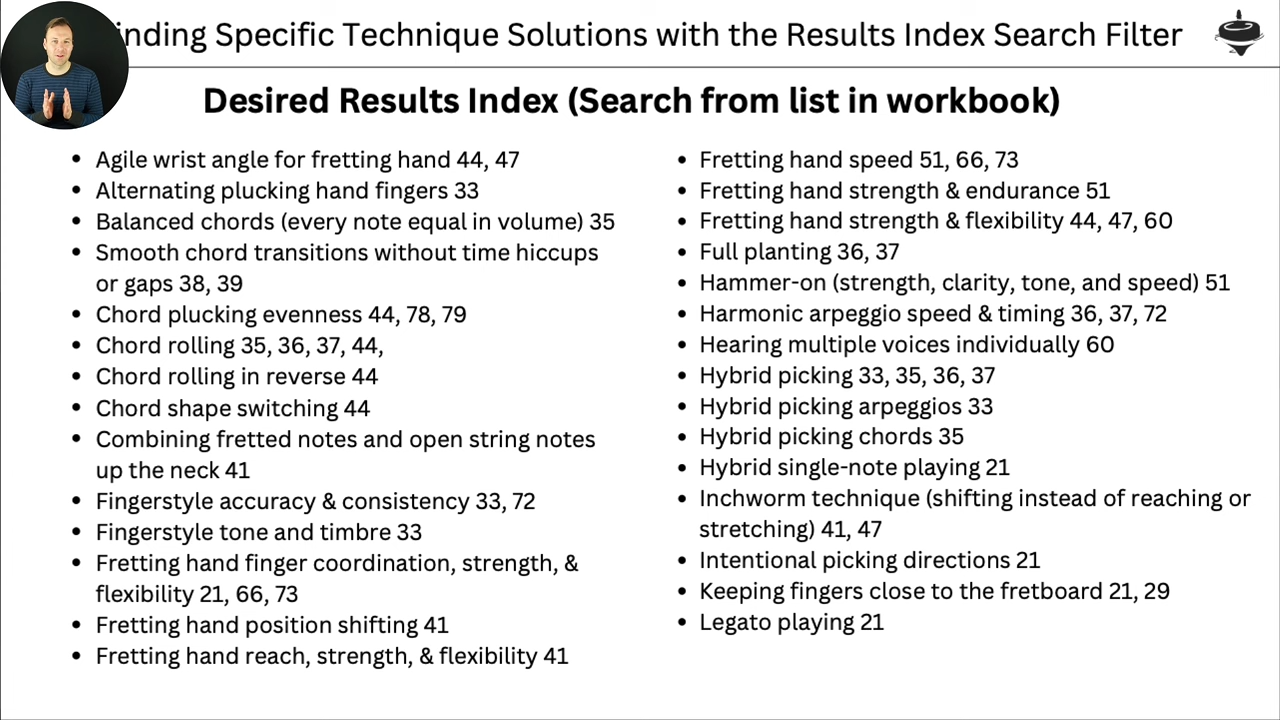 inding Specific Technique Solutions with the Results Index Search Filter
Desired Results Index (Search from list in workbook)
• Agile wrist angle for fretting hand 44, 47
• Alternating plucking hand fingers 33
• Balanced chords (every note equal in volume) 35
• Smooth chord transitions without time hiccups
or gaps 38, 39
• Chord plucking evenness 44, 78, 79
• Chord rolling 35, 36, 37, 44,
• Chord rolling in reverse 44
• Chord shape switching 44
• Combining fretted notes and open string notes
up the neck 41
• Fingerstyle accuracy & consistency 33, 72
• Fingerstyle tone and timbre 33
• Fretting hand finger coordination, strength, &
flexibility 21, 66, 73
• Fretting hand position shifting 41
• Fretting hand reach, strength, & flexibility 41
• Fretting hand speed 51, 66, 73
• Fretting hand strength & endurance 51
• Fretting hand strength & flexibility 44, 47, 60
• Full planting 36, 37
• Hammer-on (strength, clarity, tone, and speed) 51
• Harmonic arpeggio speed & timing 36, 37, 72
• Hearing multiple voices individually 60
• Hybrid picking 33, 35, 36, 37
• Hybrid picking arpeggios 33
• Hybrid picking chords 35
• Hybrid single-note playing 21
• Inchworm technique (shifting instead of reaching or
stretching) 41, 47
• Intentional picking directions 21
• Keeping fingers close to the fretboard 21, 29
• Legato playing 21